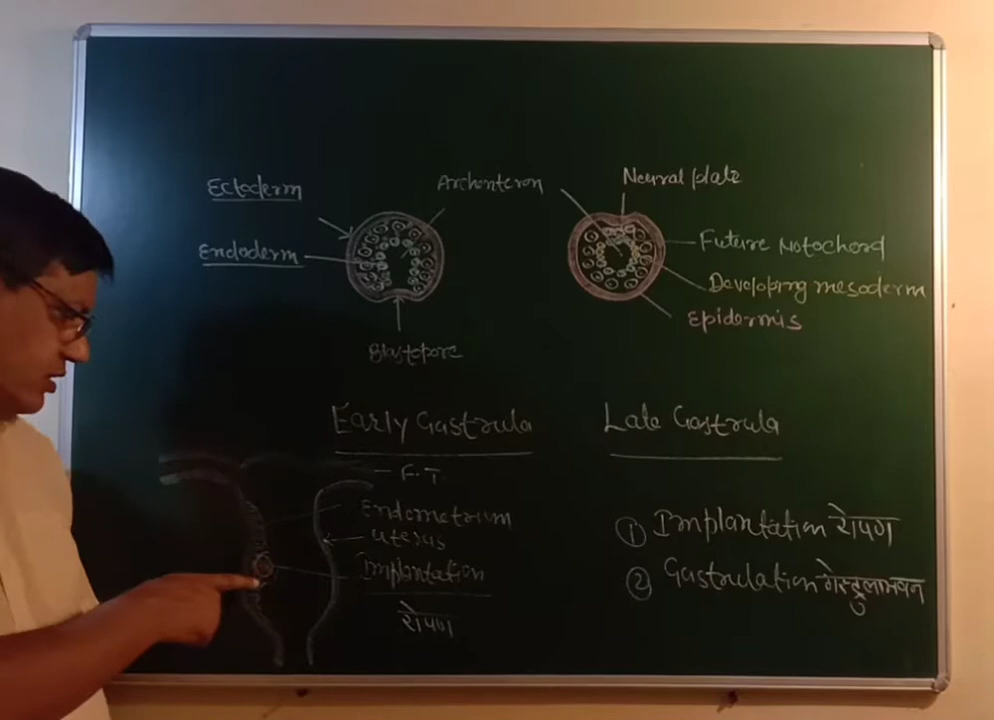 Ectoderm
Archenteron
Neural plate
Endoderm
Future Notochord
Developing mesoderm
Epidermis
Blastopore
Early Gastrula
Late Gastrula
F.T
Endometrium
uterus
Implantation
रोपण
① Implantation रोपण
② Gastrulation गेस्ट्रुलाभवन